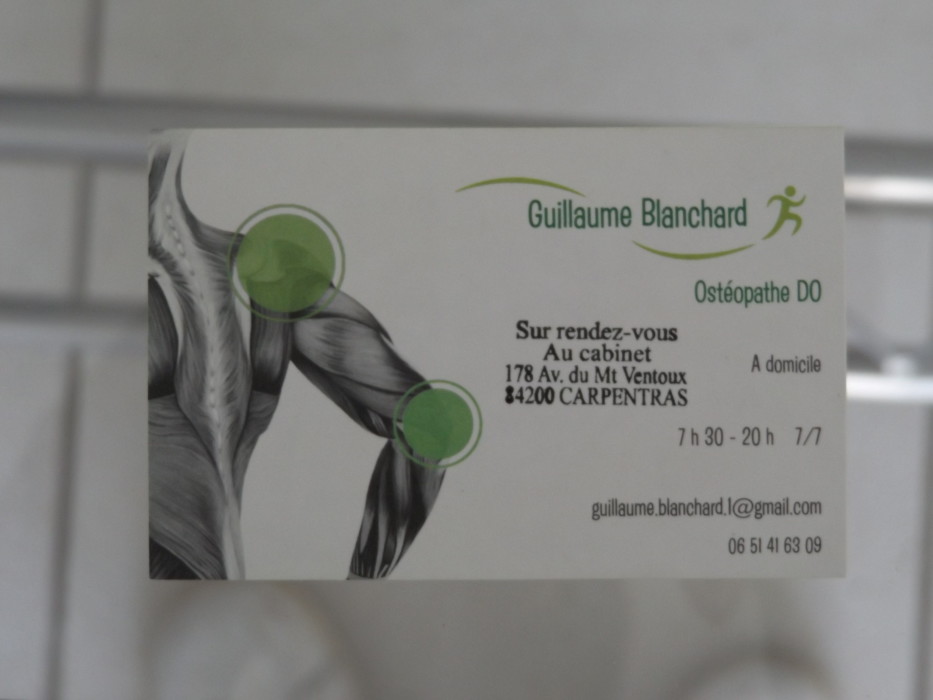 Guillaume Blanchard
Ostéopathe DO
Sur rendez-vous
Au cabinet
178 Av. du Mt Ventoux
84200 CARPENTRAS
A domicile
7 h 30 - 20 h 7/7
guillaume.blanchard.1@gmail.com
06 51 41 63 09